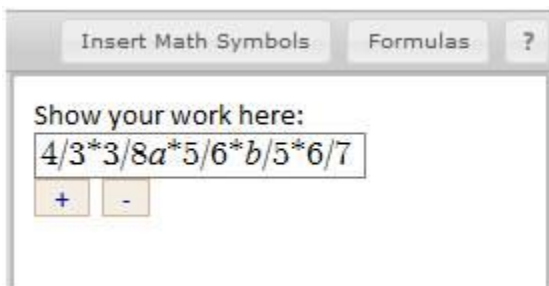 Insert Math Symbols Formulas ?
Show your work here:
4/3*3/8a*5/6*b/5*6/7
+ -